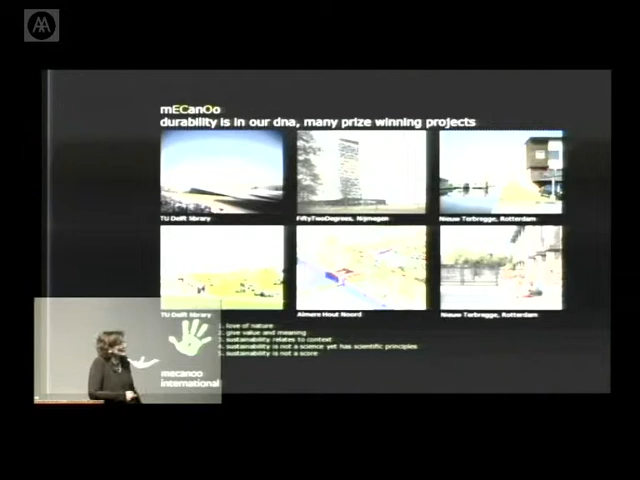 AA
mECanOo
durability is in our dna, many prize winning projects
TU Delft library
FiftyTwoDegrees, Nijmegen
Nieuw Terbregge, Rotterdam
TU Delft library
Almere Hout Noord
Nieuw Terbregge, Rotterdam
1. love of nature
2. give value and meaning
3. sustainability relates to context
4. sustainability is not a science yet has scientific principles
5. sustainability is not a score
mecanoo
international